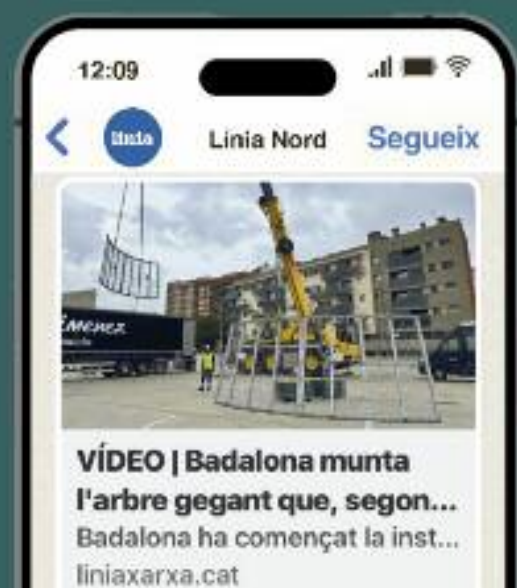 12:09
línia
Línia Nord
Segueix
VÍDEO | Badalona munta
l'arbre gegant que, segon...
Badalona ha començat la inst...
liniaxarxa.cat